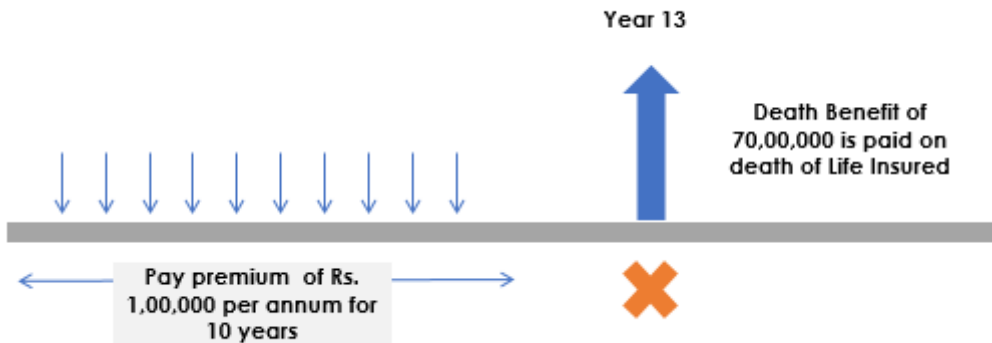 Year 13
Death Benefit of
70,00,000 is paid on
death of Life Insured
Pay premium of Rs.
1,00,000 per annum for
10 years